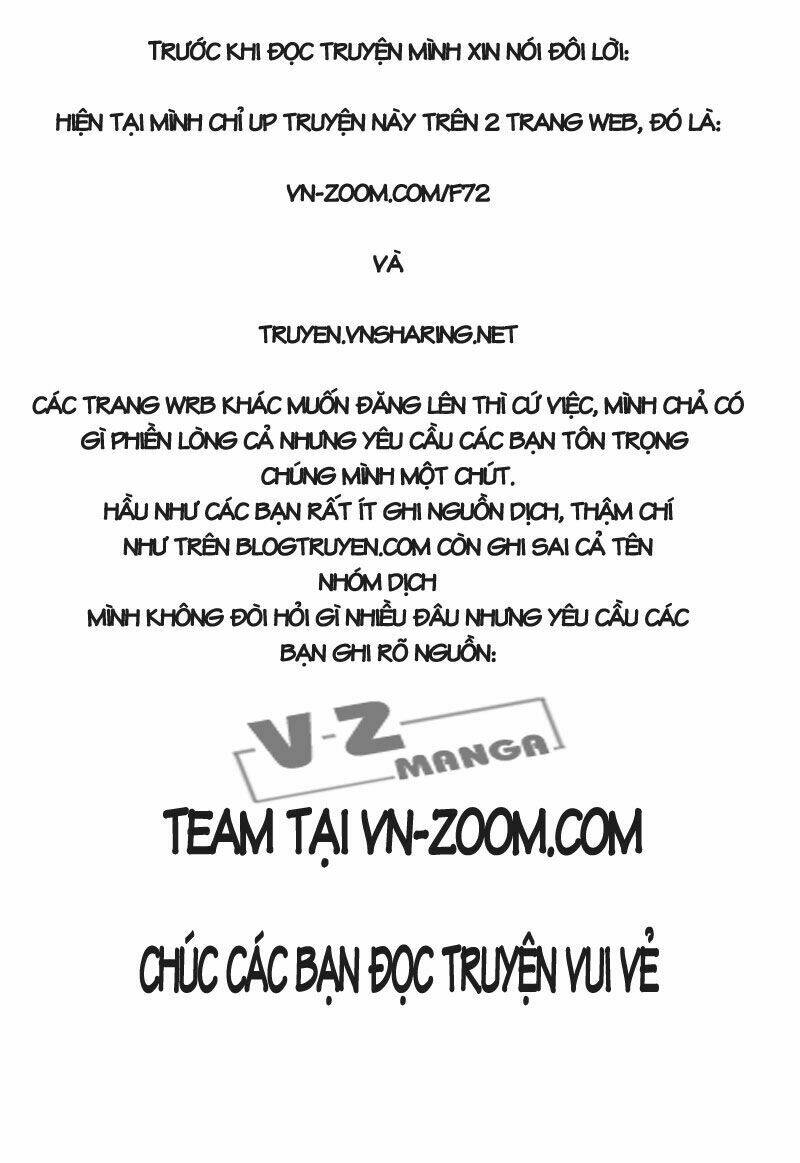 TRƯỚC KHI ĐỌC TRUYỆN MÌNH XIN NÓI ĐÔI LỜI:
HIỆN TẠI MÌNH CHỈ UP TRUYỆN NÀY TRÊN 2 TRANG WEB, ĐÓ LÀ:
VN-ZOOM.COM/F72
VÀ
TRUYEN.VNSHARING.NET
CÁC TRANG WRB KHÁC MUỐN ĐĂNG LÊN THÌ CỨ VIỆC, MÌNH CHẢ CÓ
GÌ PHIỀN LÒNG CẢ NHƯNG YÊU CẦU CÁC BẠN TÔN TRỌNG
CHÚNG MÌNH MỘT CHÚT.
HẦU NHƯ CÁC BẠN RẤT ÍT GHI NGUỒN DỊCH, THẬM CHÍ
NHƯ TRÊN BLOGTRUYEN.COM CÒN GHI SAI CẢ TÊN
NHÓM DỊCH
MÌNH KHÔNG ĐÒI HỎI GÌ NHIỀU ĐÂU NHƯNG YÊU CẦU CÁC
BẠN GHI RÕ NGUỒN:
V-Z
MANGA
TEAM TẠI VN-ZOOM.COM
CHÚC CÁC BẠN ĐỌC TRUYỆN VUI VẺ